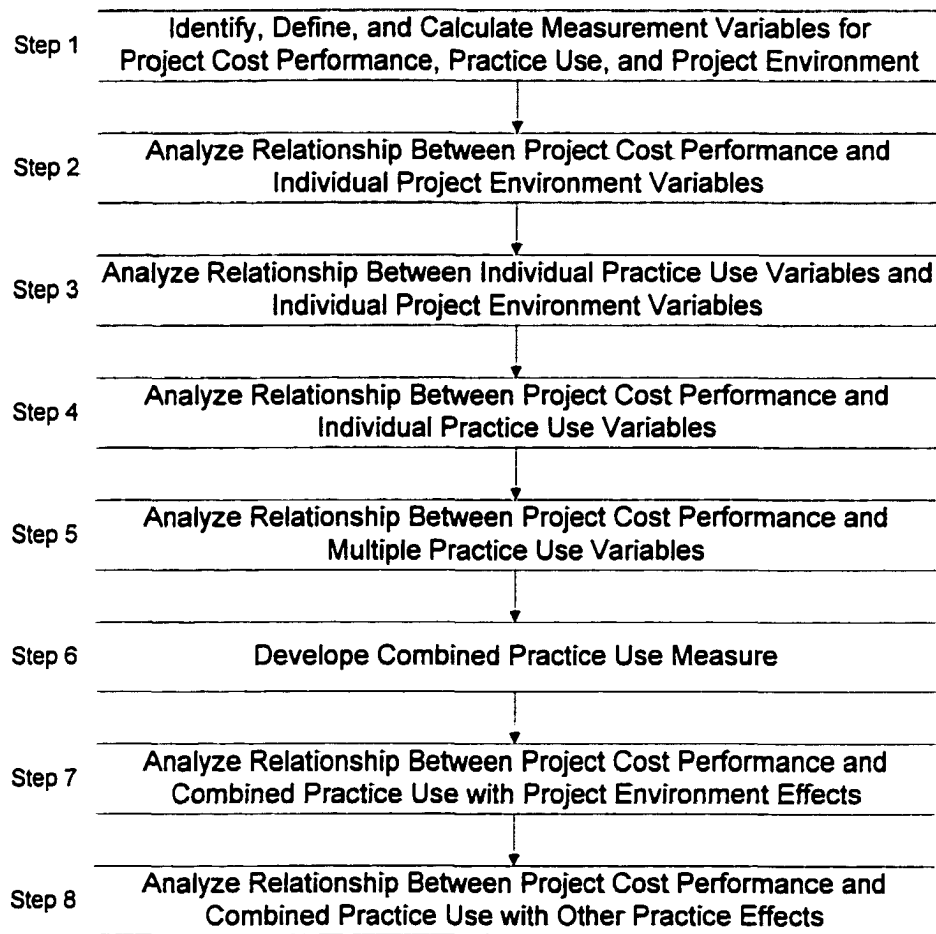 Step 1
Identify, Define, and Calculate Measurement Variables for
Project Cost Performance, Practice Use, and Project Environment
Step 2
Analyze Relationship Between Project Cost Performance and
Individual Project Environment Variables
Step 3
Analyze Relationship Between Individual Practice Use Variables and
Individual Project Environment Variables
Step 4
Analyze Relationship Between Project Cost Performance and
Individual Practice Use Variables
Step 5
Analyze Relationship Between Project Cost Performance and
Multiple Practice Use Variables
Step 6
Develope Combined Practice Use Measure
Step 7
Analyze Relationship Between Project Cost Performance and
Combined Practice Use with Project Environment Effects
Step 8
Analyze Relationship Between Project Cost Performance and
Combined Practice Use with Other Practice Effects